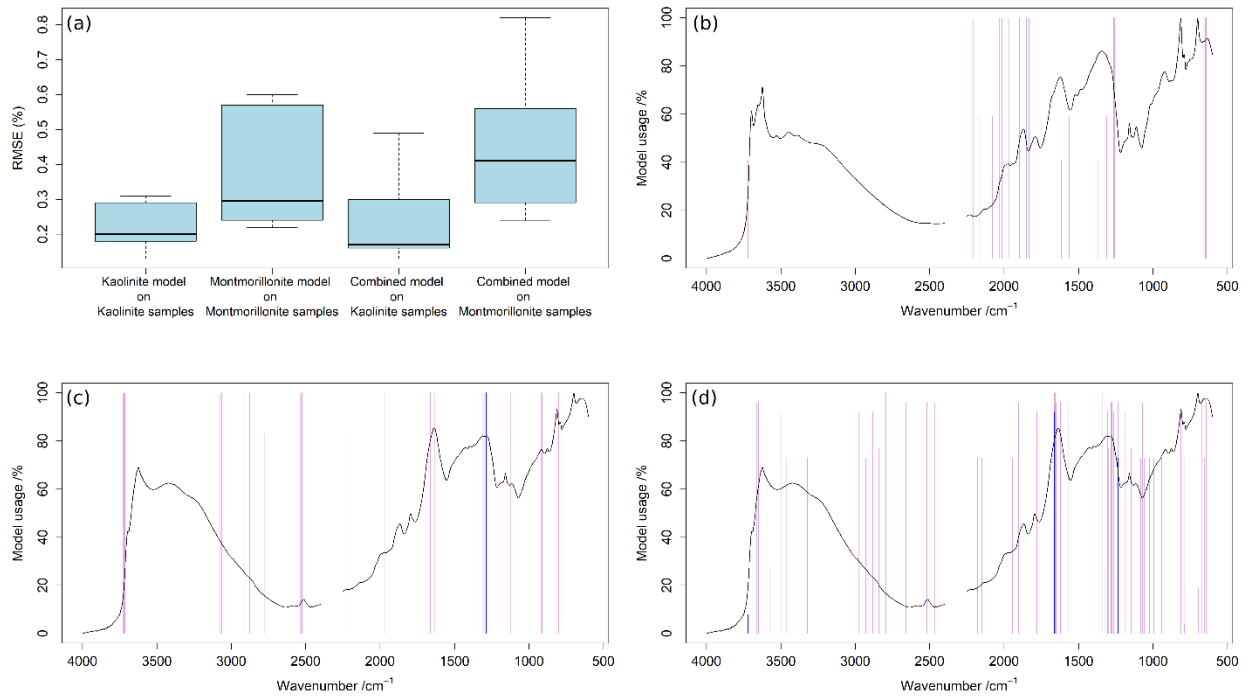 (a)
RMSE (%)
0.8
0.7
0.6
0.5
0.4
0.3
0.2
Kaolinite model
on
Kaolinite samples
Montmorillonite model
on
Montmorillonite samples
Combined model
on
Kaolinite samples
Combined model
on
Montmorillonite samples
(b)
Model usage /%
100
80
60
40
20
0
4000 3500 3000 2500 2000 1500 1000 500
Wavenumber /cm⁻¹
(c)
Model usage /%
100
80
60
40
20
0
4000 3500 3000 2500 2000 1500 1000 500
Wavenumber /cm⁻¹
(d)
Model usage /%
100
80
60
40
20
0
4000 3500 3000 2500 2000 1500 1000 500
Wavenumber /cm⁻¹